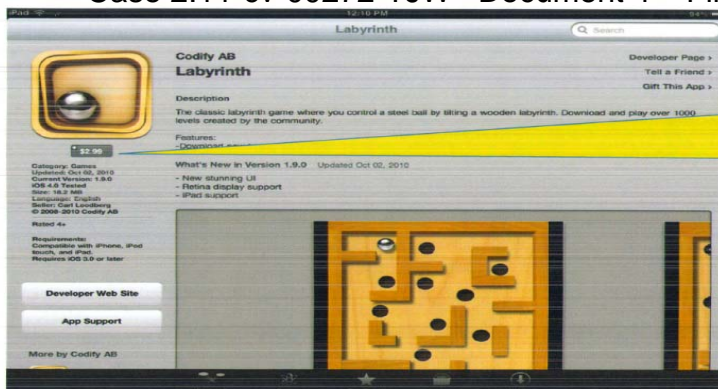 iPad 12:10 PM
Labyrinth
Search
Codify AB
Labyrinth
Developer Page >
Tell a Friend >
Gift This App >
Description
The classic labyrinth game where you control a steel ball by tilting a wooden labyrinth. Download and play over 1000
levels created by the community.
Features:
$2.99
What's New in Version 1.9.0 Updated Oct 02, 2010
- New stunning UI
- Retina display support
- iPad support
Category: Games
Updated: Oct 02, 2010
Current Version: 1.9.0
iOS 4.0 Tested
Size: 18.2 MB
Language: English
Seller: Carl Loodberg
© 2008-2010 Codify AB
Rated 4+
Requirements:
Compatible with iPhone, iPod
touch, and iPad.
Requires iOS 3.0 or later
Developer Web Site
App Support
More by Codify AB